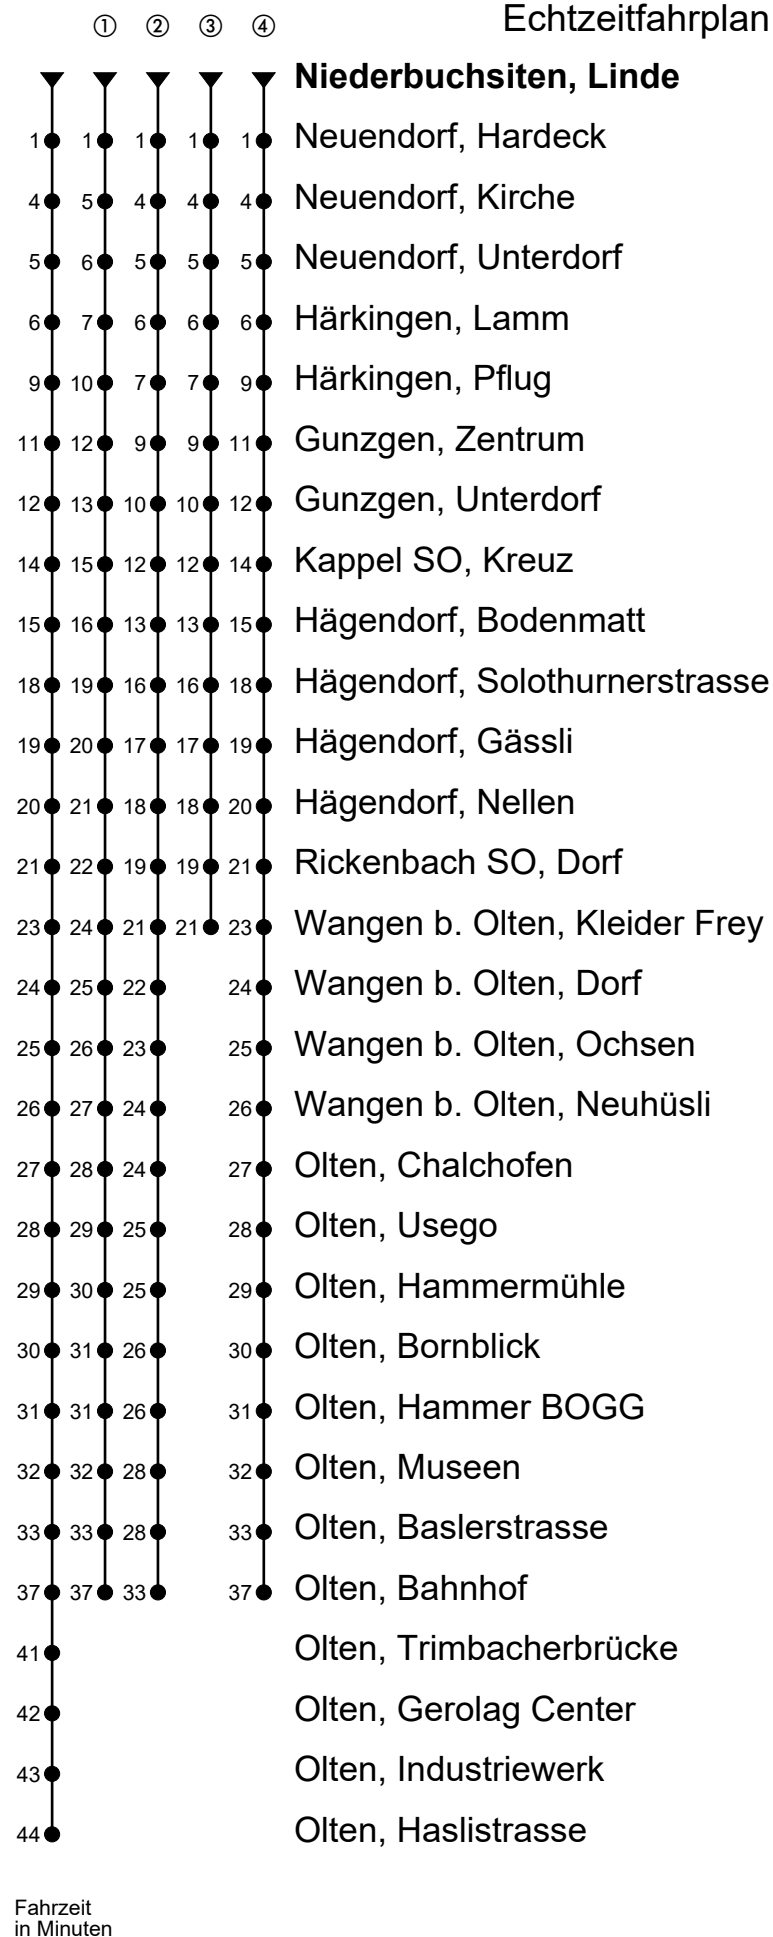 Echtzeitfahrplan
① ② ③ ④
Niederbuchsiten, Linde
1 1 1 1 1 Neuendorf, Hardeck
4 5 4 4 4 Neuendorf, Kirche
5 6 5 5 5 Neuendorf, Unterdorf
6 7 6 6 6 Härkingen, Lamm
9 10 7 7 9 Härkingen, Pflug
11 12 9 9 11 Gunzgen, Zentrum
12 13 10 10 12 Gunzgen, Unterdorf
14 15 12 12 14 Kappel SO, Kreuz
15 16 13 13 15 Hägendorf, Bodenmatt
18 19 16 16 18 Hägendorf, Solothurnerstrasse
19 20 17 17 19 Hägendorf, Gässli
20 21 18 18 20 Hägendorf, Nellen
21 22 19 19 21 Rickenbach SO, Dorf
23 24 21 21 23 Wangen b. Olten, Kleider Frey
24 25 22 24 Wangen b. Olten, Dorf
25 26 23 25 Wangen b. Olten, Ochsen
26 27 24 26 Wangen b. Olten, Neuhüsli
27 28 24 27 Olten, Chalchofen
28 29 25 28 Olten, Usego
29 30 25 29 Olten, Hammermühle
30 31 26 30 Olten, Bornblick
31 31 26 31 Olten, Hammer BOGG
32 32 28 32 Olten, Museen
33 33 28 33 Olten, Baslerstrasse
37 37 33 37 Olten, Bahnhof
41 Olten, Trimbacherbrücke
42 Olten, Gerolag Center
43 Olten, Industriewerk
44 Olten, Haslistrasse
Fahrzeit
in Minuten